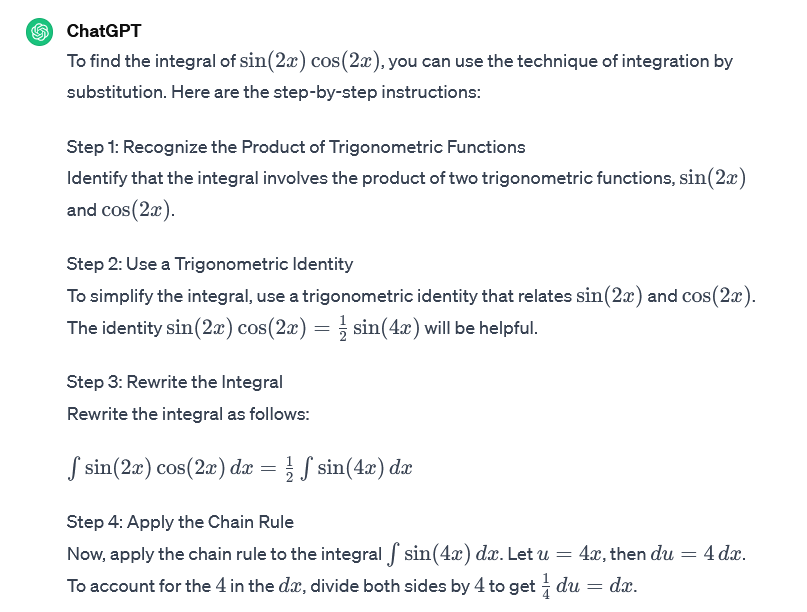 ChatGPT
To find the integral of sin(2x) cos(2x), you can use the technique of integration by
substitution. Here are the step-by-step instructions:
Step 1: Recognize the Product of Trigonometric Functions
Identify that the integral involves the product of two trigonometric functions, sin(2x)
and cos(2x).
Step 2: Use a Trigonometric Identity
To simplify the integral, use a trigonometric identity that relates sin(2x) and cos(2x).
The identity sin(2x) cos(2x) = 1/2 sin(4x) will be helpful.
Step 3: Rewrite the Integral
Rewrite the integral as follows:
∫ sin(2x) cos(2x) dx = 1/2 ∫ sin(4x) dx
Step 4: Apply the Chain Rule
Now, apply the chain rule to the integral ∫ sin(4x) dx. Let u = 4x, then du = 4 dx.
To account for the 4 in the dx, divide both sides by 4 to get 1/4 du = dx.